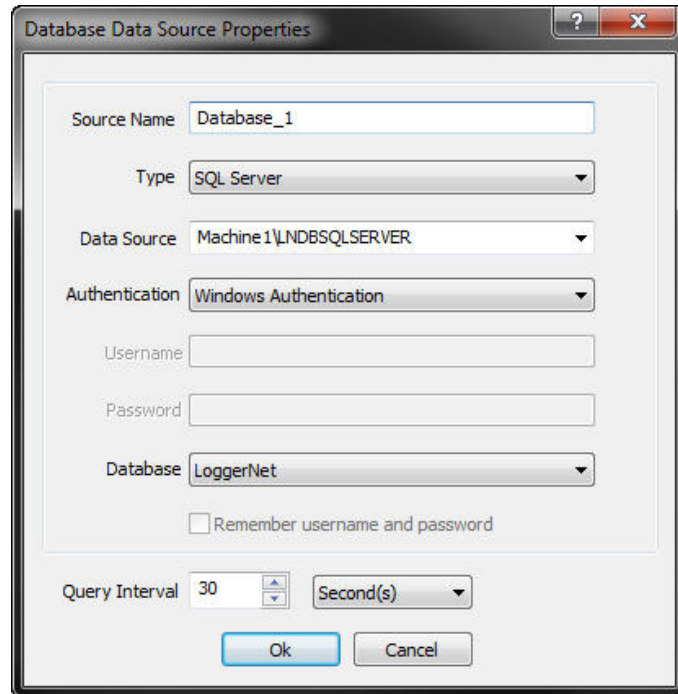 Database Data Source Properties
?
X
Source Name Database_1
Type SQL Server
Data Source Machine1\LNDBSQLSERVER
Authentication Windows Authentication
Username
Password
Database LoggerNet
Remember username and password
Query Interval 30 Second(s)
Ok Cancel